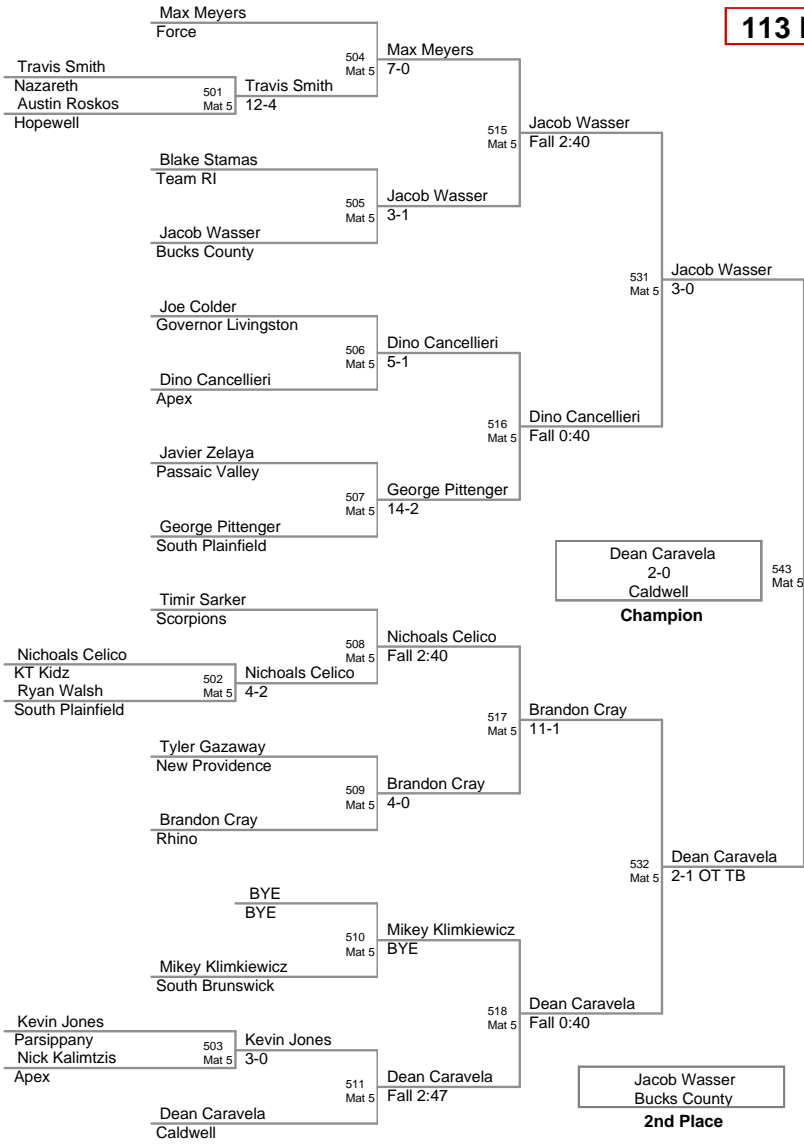 Max Meyers
Force
113
504
Mat 5
Max Meyers
7-0
Travis Smith
Nazareth
501
Mat 5
Travis Smith
12-4
Austin Roskos
Hopewell
515
Mat 5
Jacob Wasser
Fall 2:40
Blake Stamas
Team RI
505
Mat 5
Jacob Wasser
3-1
Jacob Wasser
Bucks County
531
Mat 5
Jacob Wasser
3-0
Joe Colder
Governor Livingston
506
Mat 5
Dino Cancellieri
5-1
Dino Cancellieri
Apex
516
Mat 5
Dino Cancellieri
Fall 0:40
Javier Zelaya
Passaic Valley
507
Mat 5
George Pittenger
14-2
George Pittenger
South Plainfield
Dean Caravela
2-0
Caldwell
Champion
543
Mat 5
Timir Sarker
Scorpions
508
Mat 5
Nichoals Celico
Fall 2:40
Nichoals Celico
KT Kidz
502
Mat 5
Nichoals Celico
4-2
Ryan Walsh
South Plainfield
517
Mat 5
Brandon Cray
11-1
Tyler Gazaway
New Providence
509
Mat 5
Brandon Cray
4-0
Brandon Cray
Rhino
532
Mat 5
Dean Caravela
2-1 OT TB
BYE
BYE
510
Mat 5
Mikey Klimkiewicz
BYE
Mikey Klimkiewicz
South Brunswick
518
Mat 5
Dean Caravela
Fall 0:40
Kevin Jones
Parsippany
503
Mat 5
Kevin Jones
3-0
Nick Kalimtzis
Apex
511
Mat 5
Dean Caravela
Fall 2:47
Dean Caravela
Caldwell
Jacob Wasser
Bucks County
2nd Place